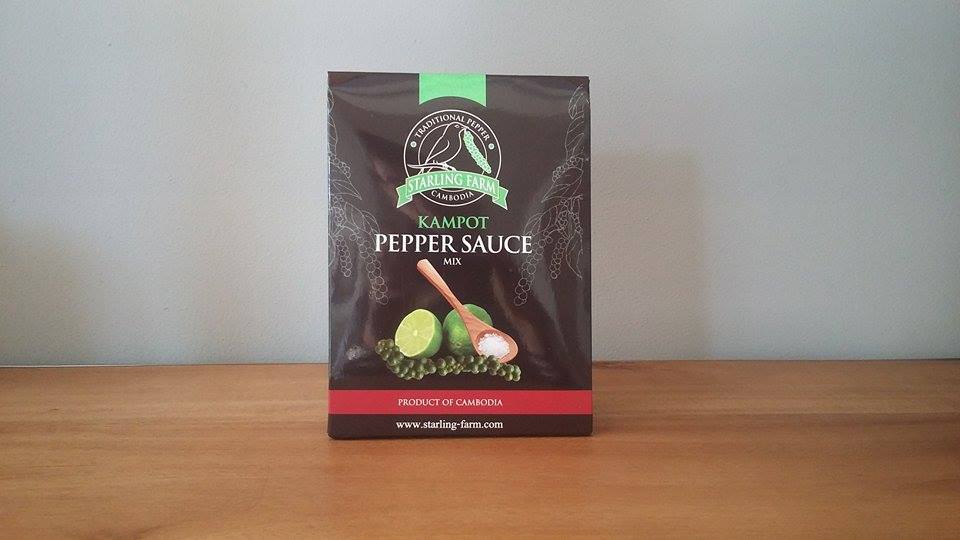 TRADITIONAL PEPPER
STARLING FARM
CAMBODIA
KAMPOT
PEPPER SAUCE
MIX
PRODUCT OF CAMBODIA
www.starling-farm.com